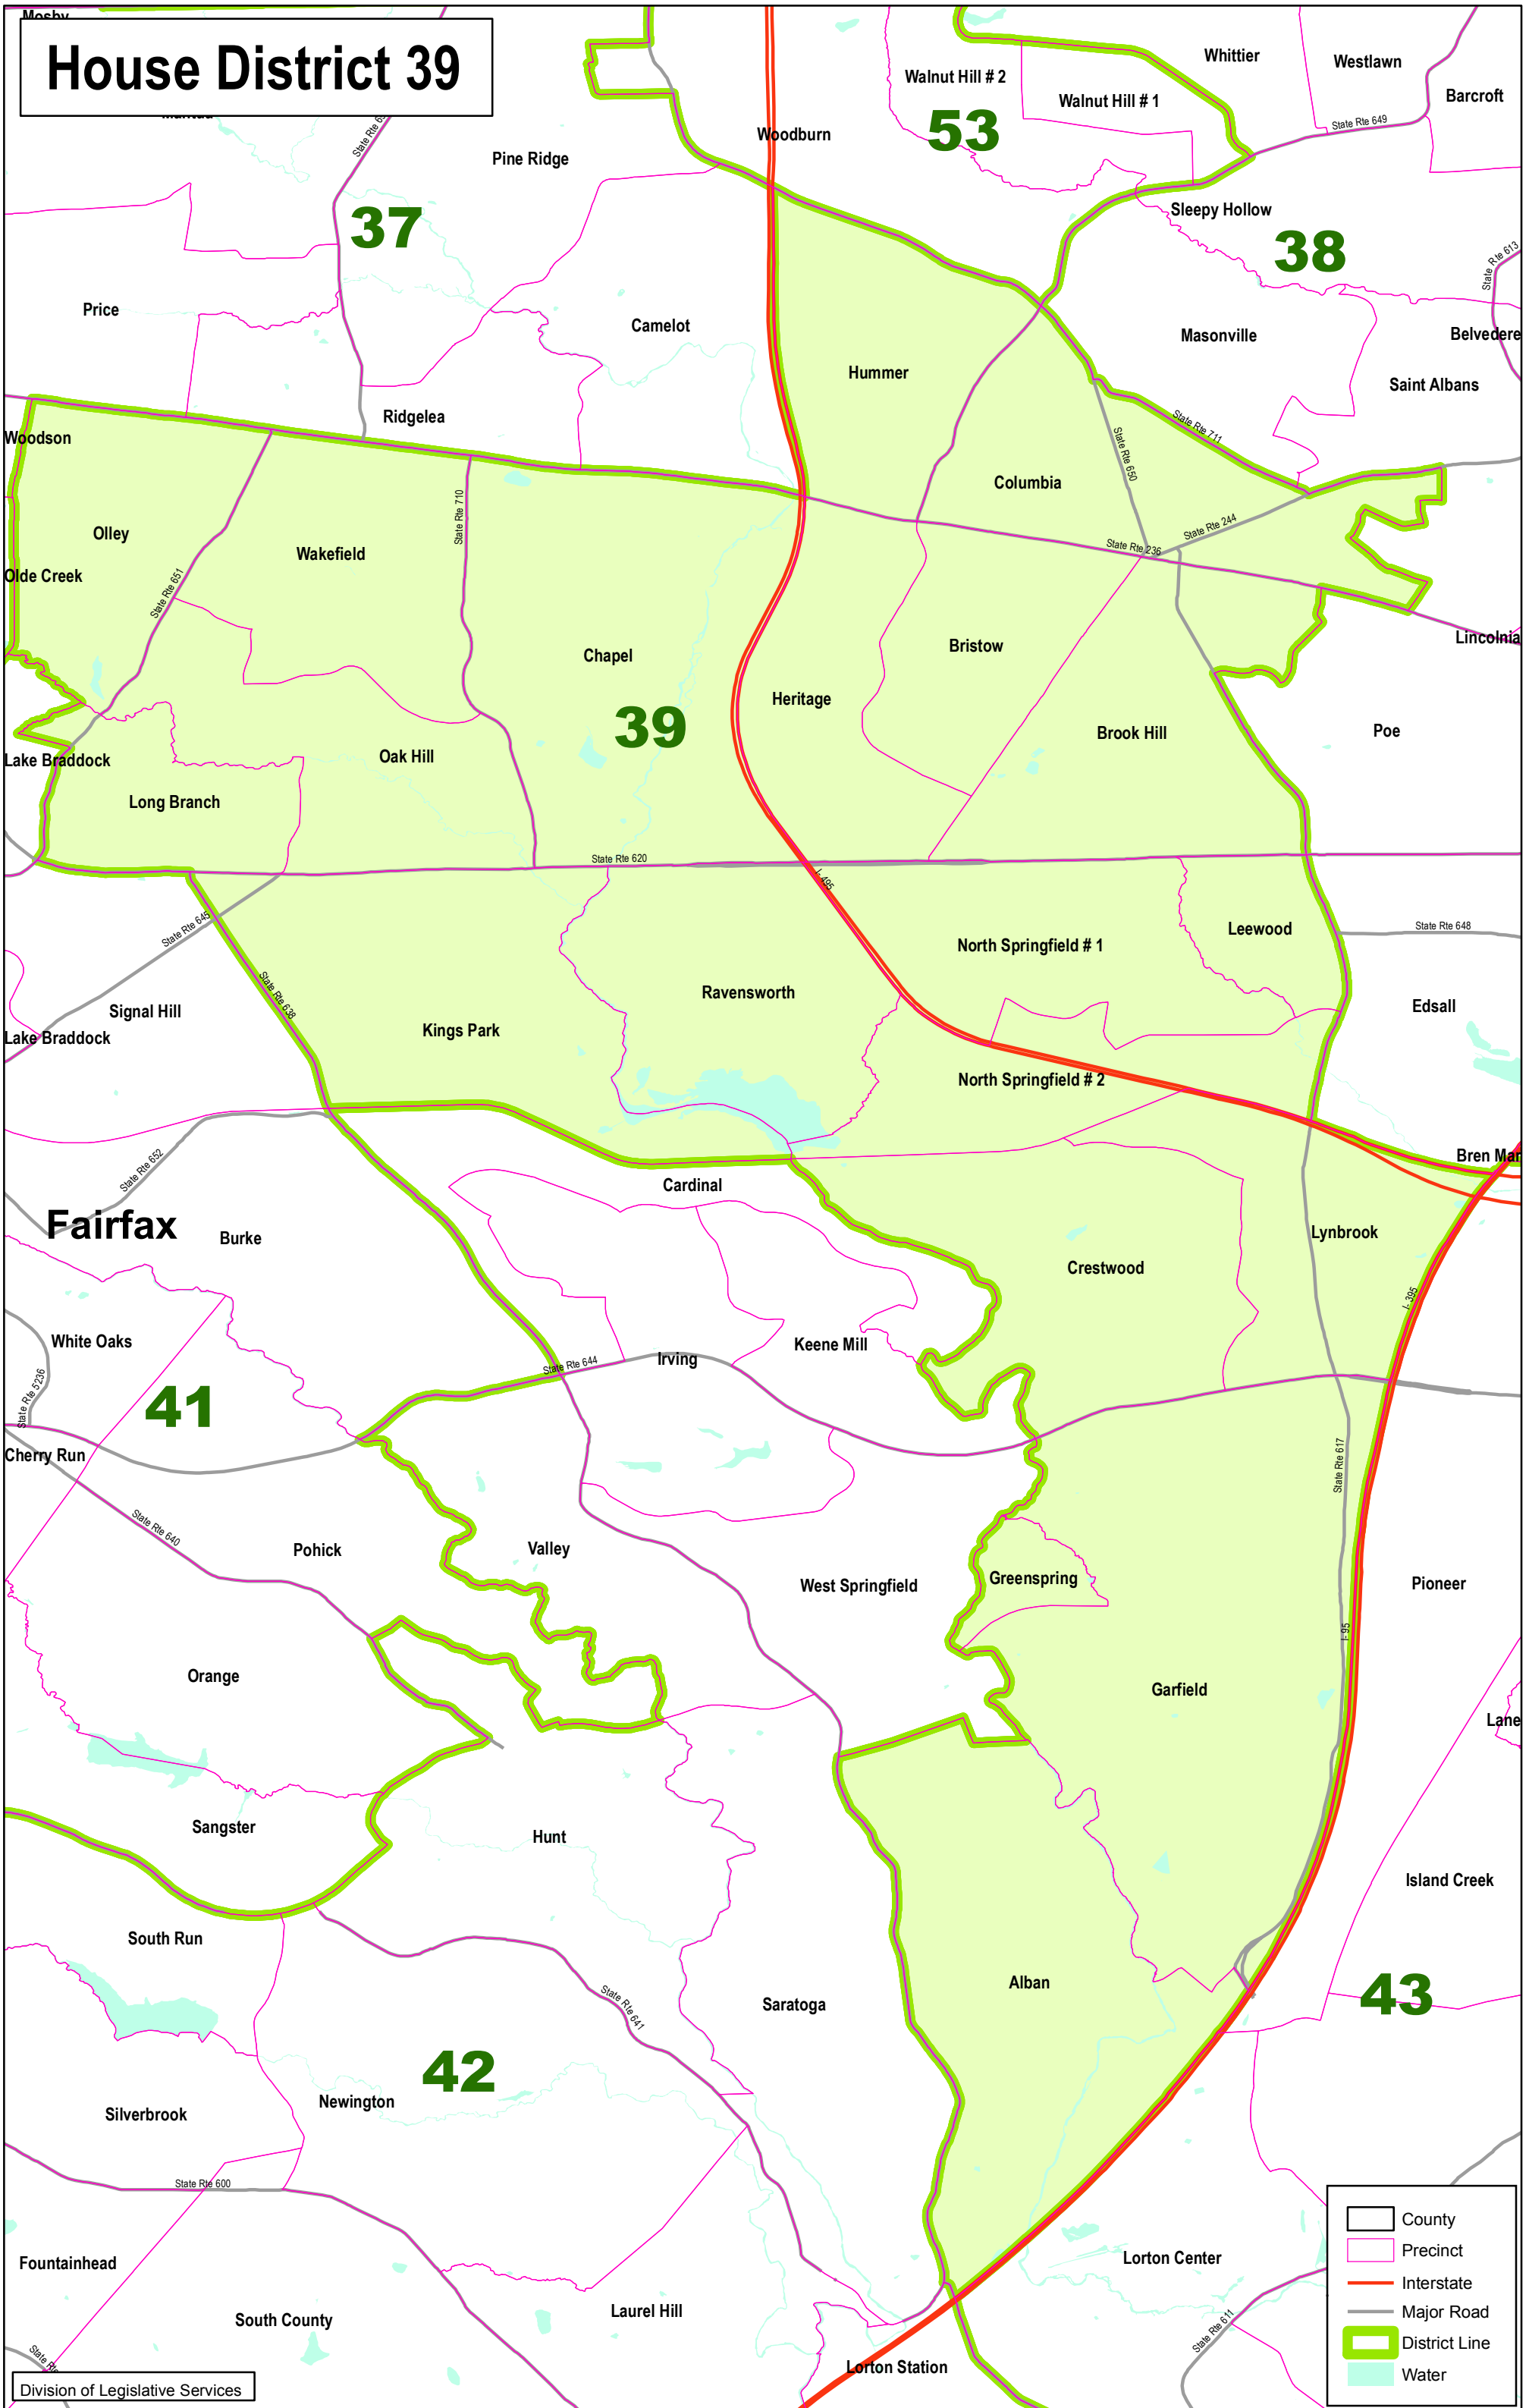 Mosby
House District 39
Whittier
Westlawn
Walnut Hill # 2
Walnut Hill # 1
Barcroft
State Rte 649
Woodburn
53
Pine Ridge
37
Sleepy Hollow
38
State Rte 613
Price
Camelot
Masonville
Belvedere
Hummer
Saint Albans
Ridgelea
State Rte 711
Woodson
State Rte 650
Columbia
State Rte 710
Olley
Wakefield
State Rte 244
State Rte 236
Olde Creek
State Rte 651
Lincolnia
Chapel
Bristow
Heritage
39
Brook Hill
Poe
Lake Braddock
Oak Hill
Long Branch
State Rte 620
I- 495
State Rte 645
Leewood
State Rte 648
North Springfield # 1
State Rte 638
Signal Hill
Ravensworth
Edsall
Lake Braddock
Kings Park
North Springfield # 2
State Rte 652
Bren Mar
Cardinal
Fairfax
Burke
Lynbrook
Crestwood
I- 395
White Oaks
Keene Mill
Irving
State Rte 644
State Rte 5236
41
Cherry Run
State Rte 617
State Rte 640
Pohick
Valley
Greenspring
West Springfield
Pioneer
I- 95
Orange
Garfield
Lane
Sangster
Hunt
Island Creek
South Run
Alban
43
Saratoga
State Rte 641
42
Newington
Silverbrook
State Rte 600
Lorton Center
Fountainhead
Laurel Hill
South County
State Rte 611
Lorton Station
State Rte
County
Precinct
Interstate
Major Road
District Line
Water
Division of Legislative Services